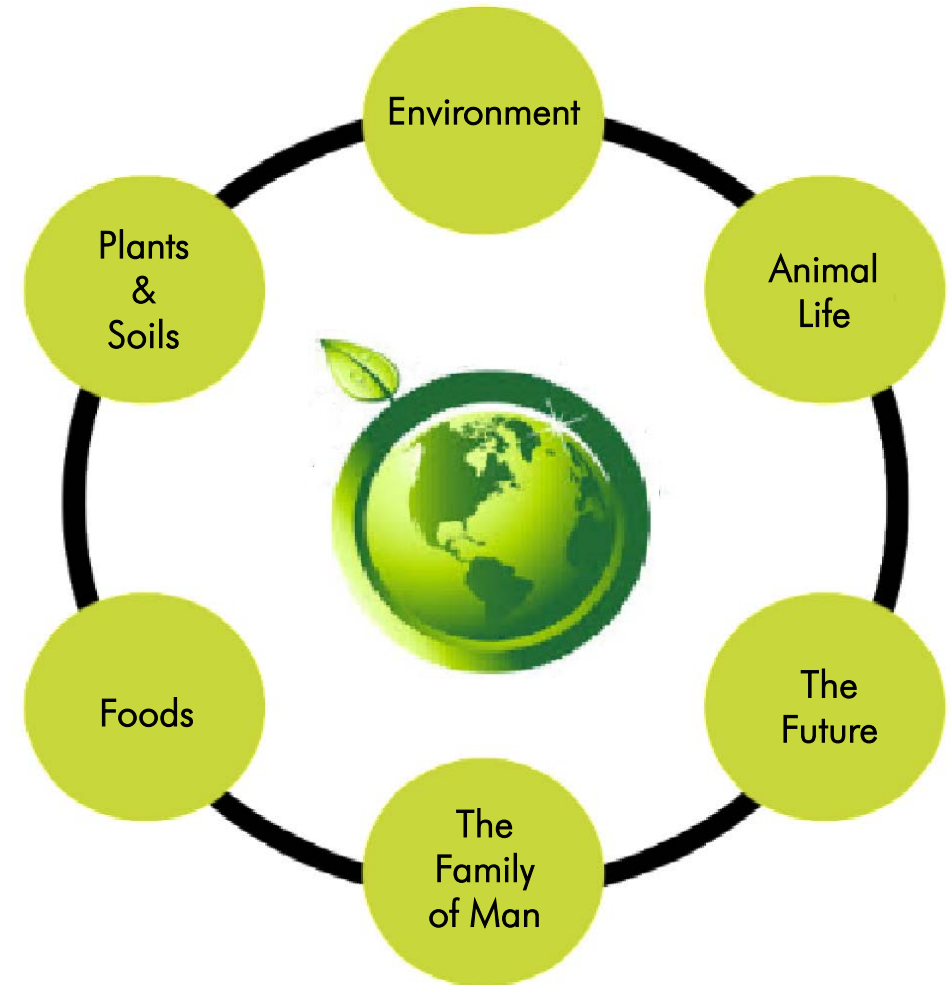 Environment
Animal
Life
The
Future
The
Family
of Man
Foods
Plants
&
Soils